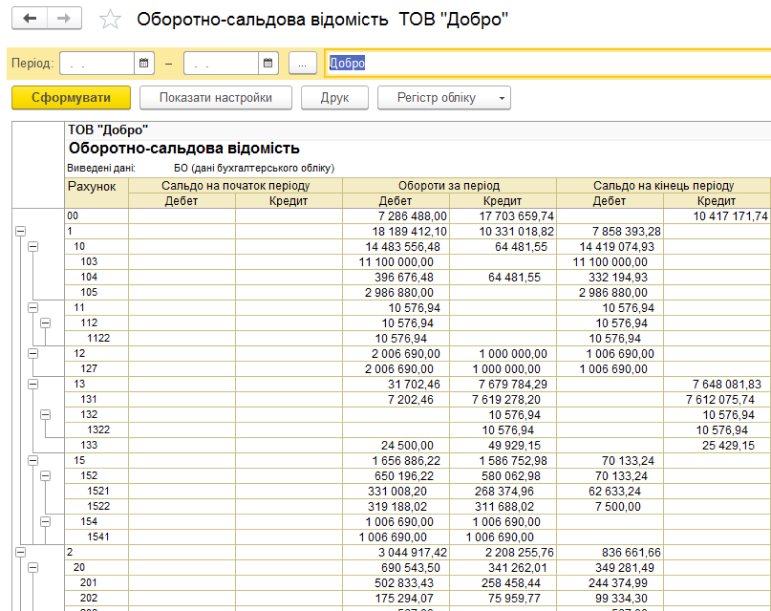 Оборотно-сальдова відомість ТОВ "Добро"
Період: . . – . . ... Добро
Сформувати Показати настройки Друк Регістр обліку
ТОВ "Добро"
Оборотно-сальдова відомість
Виведені дані: БО (дані бухгалтерського обліку)
Рахунок Сальдо на початок періоду Обороти за період Сальдо на кінець періоду
Дебет Кредит Дебет Кредит Дебет Кредит
00 7 286 488,00 17 703 659,74 10 417 171,74
1 18 189 412,10 10 331 018,82 7 858 393,28
10 14 483 556,48 64 481,55 14 419 074,93
103 11 100 000,00 11 100 000,00
104 396 676,48 64 481,55 332 194,93
105 2 986 880,00 2 986 880,00
11 10 576,94 10 576,94
112 10 576,94 10 576,94
1122 10 576,94 10 576,94
12 2 006 690,00 1 000 000,00 1 006 690,00
127 2 006 690,00 1 000 000,00 1 006 690,00
13 31 702,46 7 679 784,29 7 648 081,83
131 7 202,46 7 619 278,20 7 612 075,74
132 10 576,94 10 576,94
1322 10 576,94 10 576,94
133 24 500,00 49 929,15 25 429,15
15 1 656 886,22 1 586 752,98 70 133,24
152 650 196,22 580 062,98 70 133,24
1521 331 008,20 268 374,96 62 633,24
1522 319 188,02 311 688,02 7 500,00
154 1 006 690,00 1 006 690,00
1541 1 006 690,00 1 006 690,00
2 3 044 917,42 2 208 255,76 836 661,66
20 690 543,50 341 262,01 349 281,49
201 502 833,43 258 458,44 244 374,99
202 175 294,07 75 959,77 99 334,30